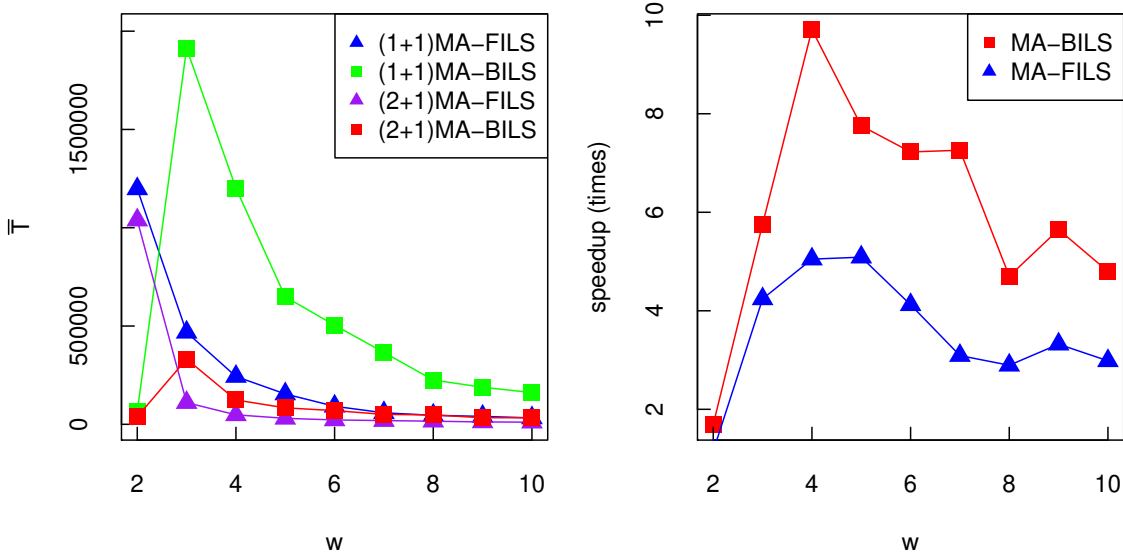 (1+1)MA−FILS
(1+1)MA−BILS
(2+1)MA−FILS
(2+1)MA−BILS
T
0
500000
1500000
2
4
6
8
10
w
MA−BILS
MA−FILS
speedup (times)
2
4
6
8
10
2
4
6
8
10
w